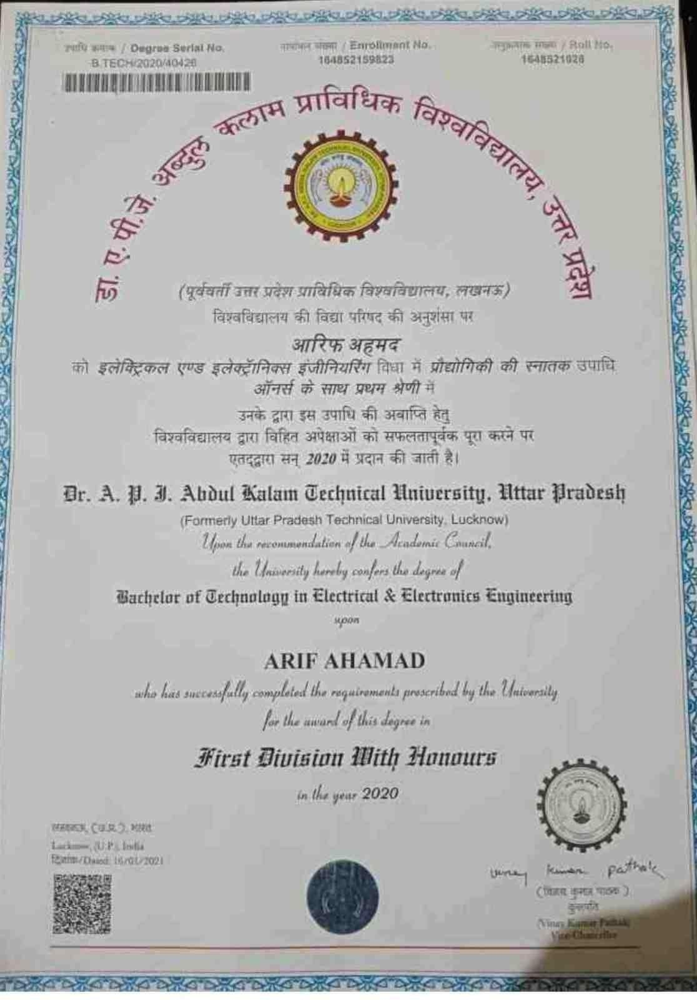 उपाधि क्रमांक / Degree Serial No.
B.TECH/2020/40426
नामांकन संख्या / Enrollment No.
164852159823
अनुक्रमांक संख्या / Roll No.
1648521026
डा. ए. पी.जे. अब्दुल कलाम प्राविधिक विश्वविद्यालय, उत्तर प्रदेश
(पूर्ववर्ती उत्तर प्रदेश प्राविधिक विश्वविद्यालय, लखनऊ)
विश्वविद्यालय की विद्या परिषद की अनुशंसा पर
आरिफ अहमद
को इलेक्ट्रिकल एण्ड इलेक्ट्रॅानिक्स इंजीनियरिंग विधा में प्रौद्योगिकी की स्नातक उपाधि
ऑनर्स के साथ प्रथम श्रेणी में
उनके द्वारा इस उपाधि की अवाप्ति हेतु
विश्वविद्यालय द्वारा विहित अपेक्षाओं को सफलतापूर्वक पूरा करने पर
एतद्द्वारा सन् 2020 में प्रदान की जाती है।
Dr. A. P. J. Abdul Kalam Technical University, Uttar Pradesh
(Formerly Uttar Pradesh Technical University, Lucknow)
Upon the recommendation of the Academic Council,
the University hereby confers the degree of
Bachelor of Technology in Electrical & Electronics Engineering
upon
ARIF AHAMAD
who has successfully completed the requirements prescribed by the University
for the award of this degree in
First Division With Honours
in the year 2020
लखनऊ, (उ.प्र.), भारत
Lucknow, (U.P.), India
दिनांक/Dated: 16/01/2021
Vinay Kumar Pathak
(विनय कुमार पाठक)
कुलपति
(Vinay Kumar Pathak)
Vice-Chancellor